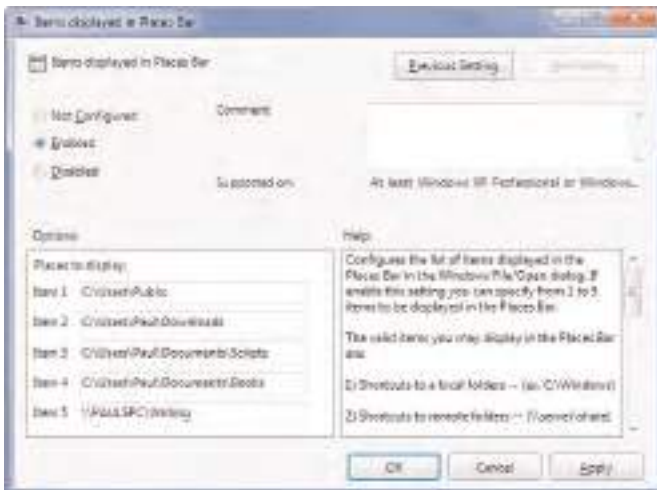 Items displayed in Places Bar
Items displayed in Places Bar
Previous Setting
Not Configured
Comment:
Enabled
Disabled
Supported on:
At least Windows XP Professional or Windows...
Options:
Help:
Places to display:
Item 1 C:\Users\Public
Item 2 C:\Users\Paul\Downloads
Item 3 C:\Users\Paul\Documents\Scripts
Item 4 C:\Users\Paul\Documents\Books
Item 5 \\PAULSPC\Writing
Configures the list of items displayed in the
Places Bar in the Windows File/Open dialog. If
enable this setting you can specify from 1 to 5
items to be displayed in the Places Bar.
The valid items you may display in the Places Bar
are:
1) Shortcuts to a local folders -- (ex. C:\Windows)
2) Shortcuts to remote folders -- (\\server\share)
OK
Cancel
Apply